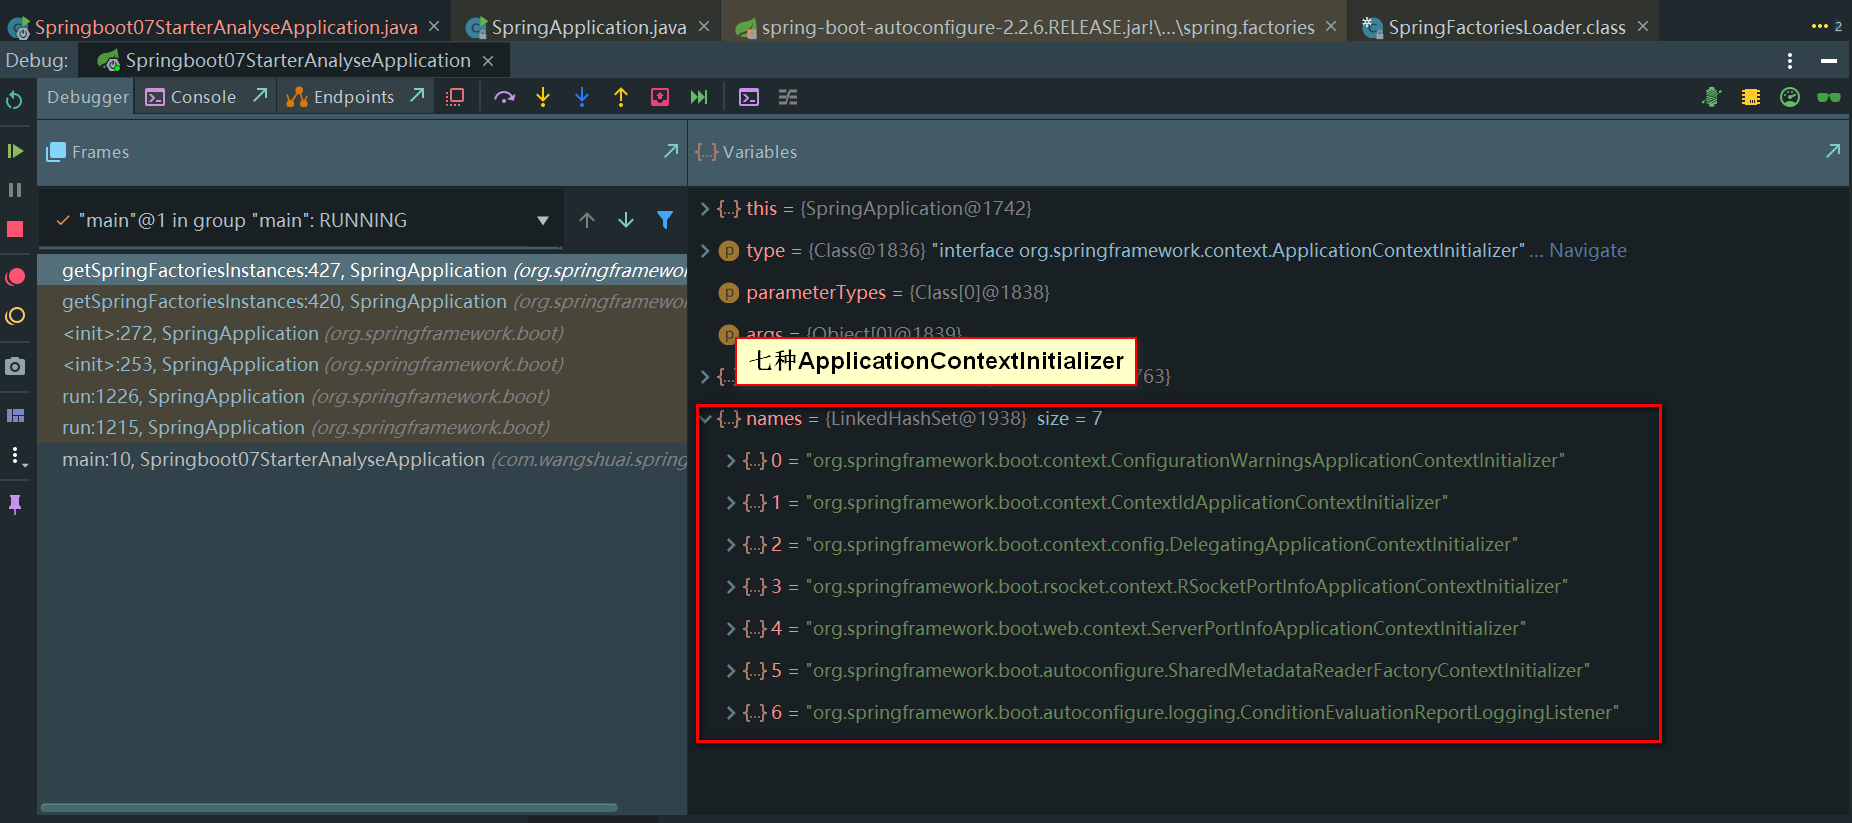 Springboot07StarterAnalyseApplication.java
SpringApplication.java
spring-boot-autoconfigure-2.2.6.RELEASE.jar!\...\spring.factories
SpringFactoriesLoader.class
2
Debug:
Springboot07StarterAnalyseApplication
Debugger
Console
Endpoints
Frames
Variables
"main"@1 in group "main": RUNNING
getSpringFactoriesInstances:427, SpringApplication (org.springframewor
getSpringFactoriesInstances:420, SpringApplication (org.springframewor
<init>:272, SpringApplication (org.springframework.boot)
<init>:253, SpringApplication (org.springframework.boot)
run:1226, SpringApplication (org.springframework.boot)
run:1215, SpringApplication (org.springframework.boot)
main:10, Springboot07StarterAnalyseApplication (com.wangshuai.spring
this = {SpringApplication@1742}
type = {Class@1836} "interface org.springframework.context.ApplicationContextInitializer" ... Navigate
parameterTypes = {Class[0]@1838}
args = {Object[0]@1839}
七种ApplicationContextInitializer
63}
names = {LinkedHashSet@1938} size = 7
0 = "org.springframework.boot.context.ConfigurationWarningsApplicationContextInitializer"
1 = "org.springframework.boot.context.ContextIdApplicationContextInitializer"
2 = "org.springframework.boot.context.config.DelegatingApplicationContextInitializer"
3 = "org.springframework.boot.rsocket.context.RSocketPortInfoApplicationContextInitializer"
4 = "org.springframework.boot.web.context.ServerPortInfoApplicationContextInitializer"
5 = "org.springframework.boot.autoconfigure.SharedMetadataReaderFactoryContextInitializer"
6 = "org.springframework.boot.autoconfigure.logging.ConditionEvaluationReportLoggingListener"